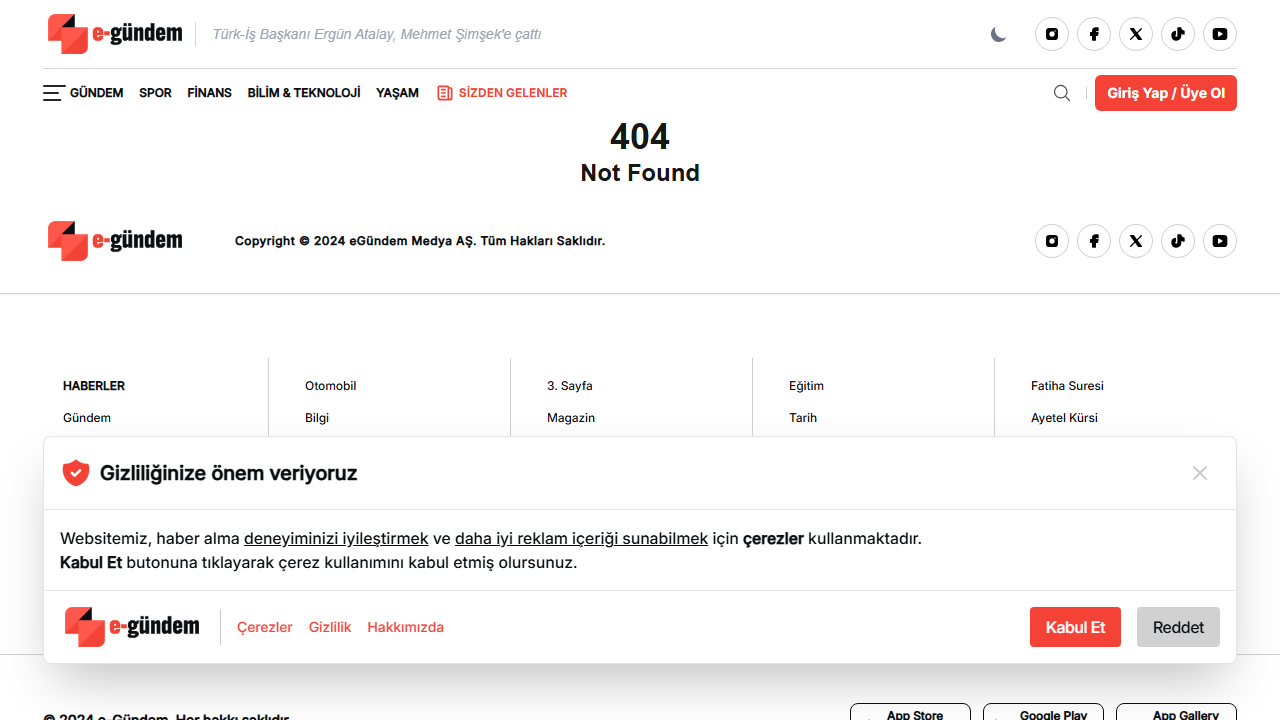 e-gündem
Türk-İş Başkanı Ergün Atalay, Mehmet Şimşek'e çattı
GÜNDEM SPOR FİNANS BİLİM & TEKNOLOJİ YAŞAM SİZDEN GELENLER
Giriş Yap / Üye Ol
404
Not Found
e-gündem
Copyright © 2024 eGündem Medya AŞ. Tüm Hakları Saklıdır.
HABERLER Otomobil 3. Sayfa Eğitim Fatiha Suresi
Gündem Bilgi Magazin Tarih Ayetel Kürsi
Gizliliğinize önem veriyoruz
Websitemiz, haber alma deneyiminizi iyileştirmek ve daha iyi reklam içeriği sunabilmek için çerezler kullanmaktadır.
Kabul Et butonuna tıklayarak çerez kullanımını kabul etmiş olursunuz.
e-gündem
Çerezler Gizlilik Hakkımızda
Kabul Et Reddet
© 2024 e-Gündem. Her hakkı saklıdır.
App Store Google Play App Gallery